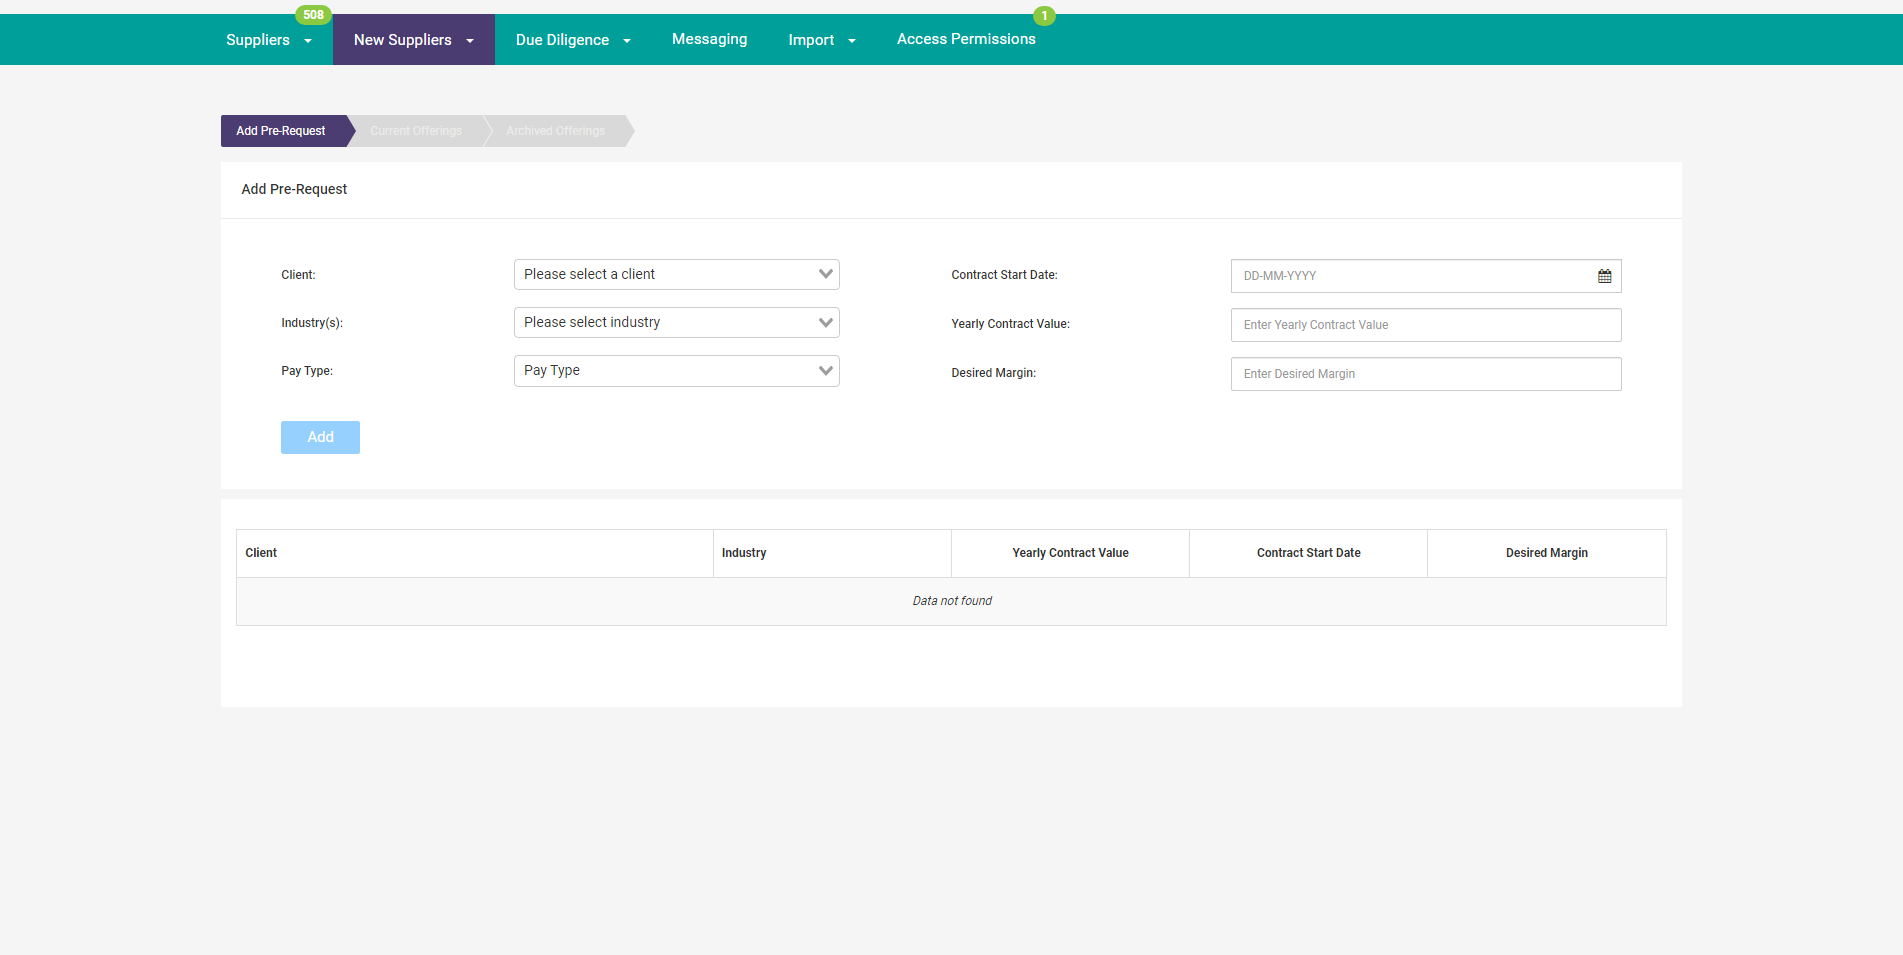 508
1
Suppliers New Suppliers Due Diligence Messaging Import Access Permissions
Add Pre-Request Current Offerings Archived Offerings
Add Pre-Request
Client: Please select a client Contract Start Date: DD-MM-YYYY
Industry(s): Please select industry Yearly Contract Value: Enter Yearly Contract Value
Pay Type: Pay Type Desired Margin: Enter Desired Margin
Add
Client Industry Yearly Contract Value Contract Start Date Desired Margin
Data not found